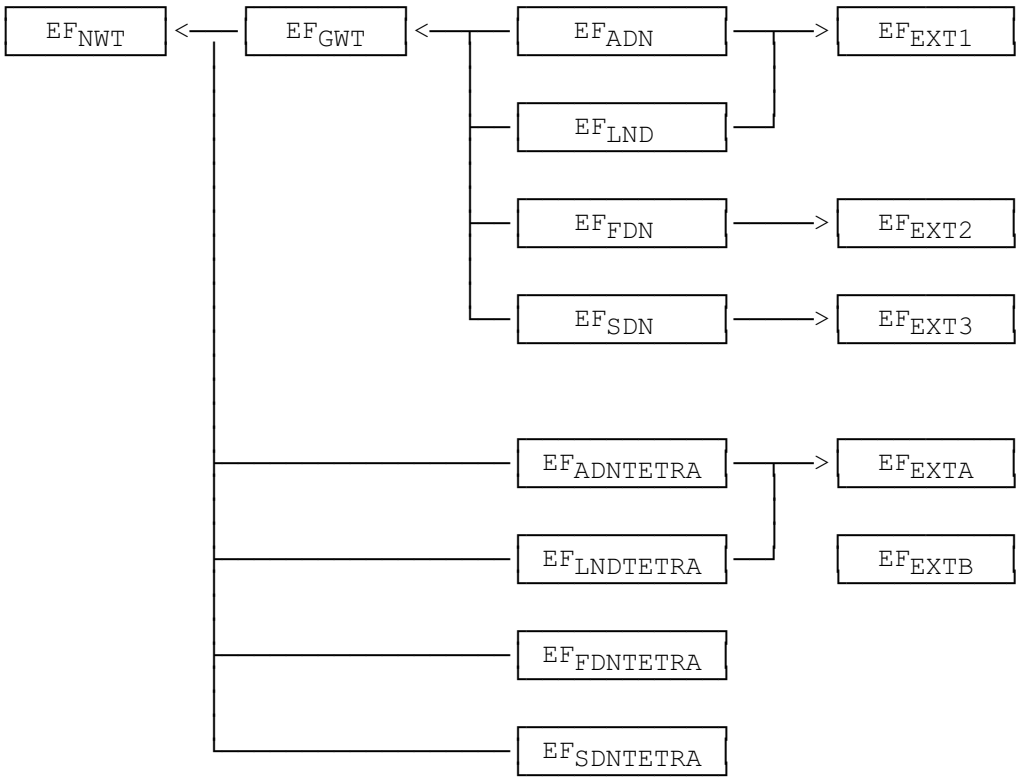 EFNWT EFGWT EFADN EFEXT1
EFLND
EFFDN EFEXT2
EFSDN EFEXT3
EFADNTETRA EFEXTA
EFLNDTETRA EFEXTB
EFFDNTETRA
EFSDNTETRA